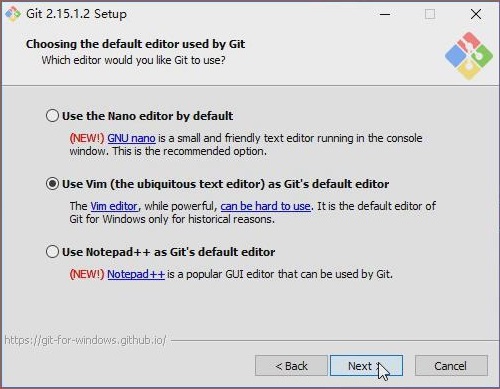 Git 2.15.1.2 Setup
Choosing the default editor used by Git
Which editor would you like Git to use?
Use the Nano editor by default
(NEW!) GNU nano is a small and friendly text editor running in the console
window. This is the recommended option.
Use Vim (the ubiquitous text editor) as Git's default editor
The Vim editor, while powerful, can be hard to use. It is the default editor of
Git for Windows only for historical reasons.
Use Notepad++ as Git's default editor
(NEW!) Notepad++ is a popular GUI editor that can be used by Git.
https://git-for-windows.github.io/
< Back
Next >
Cancel